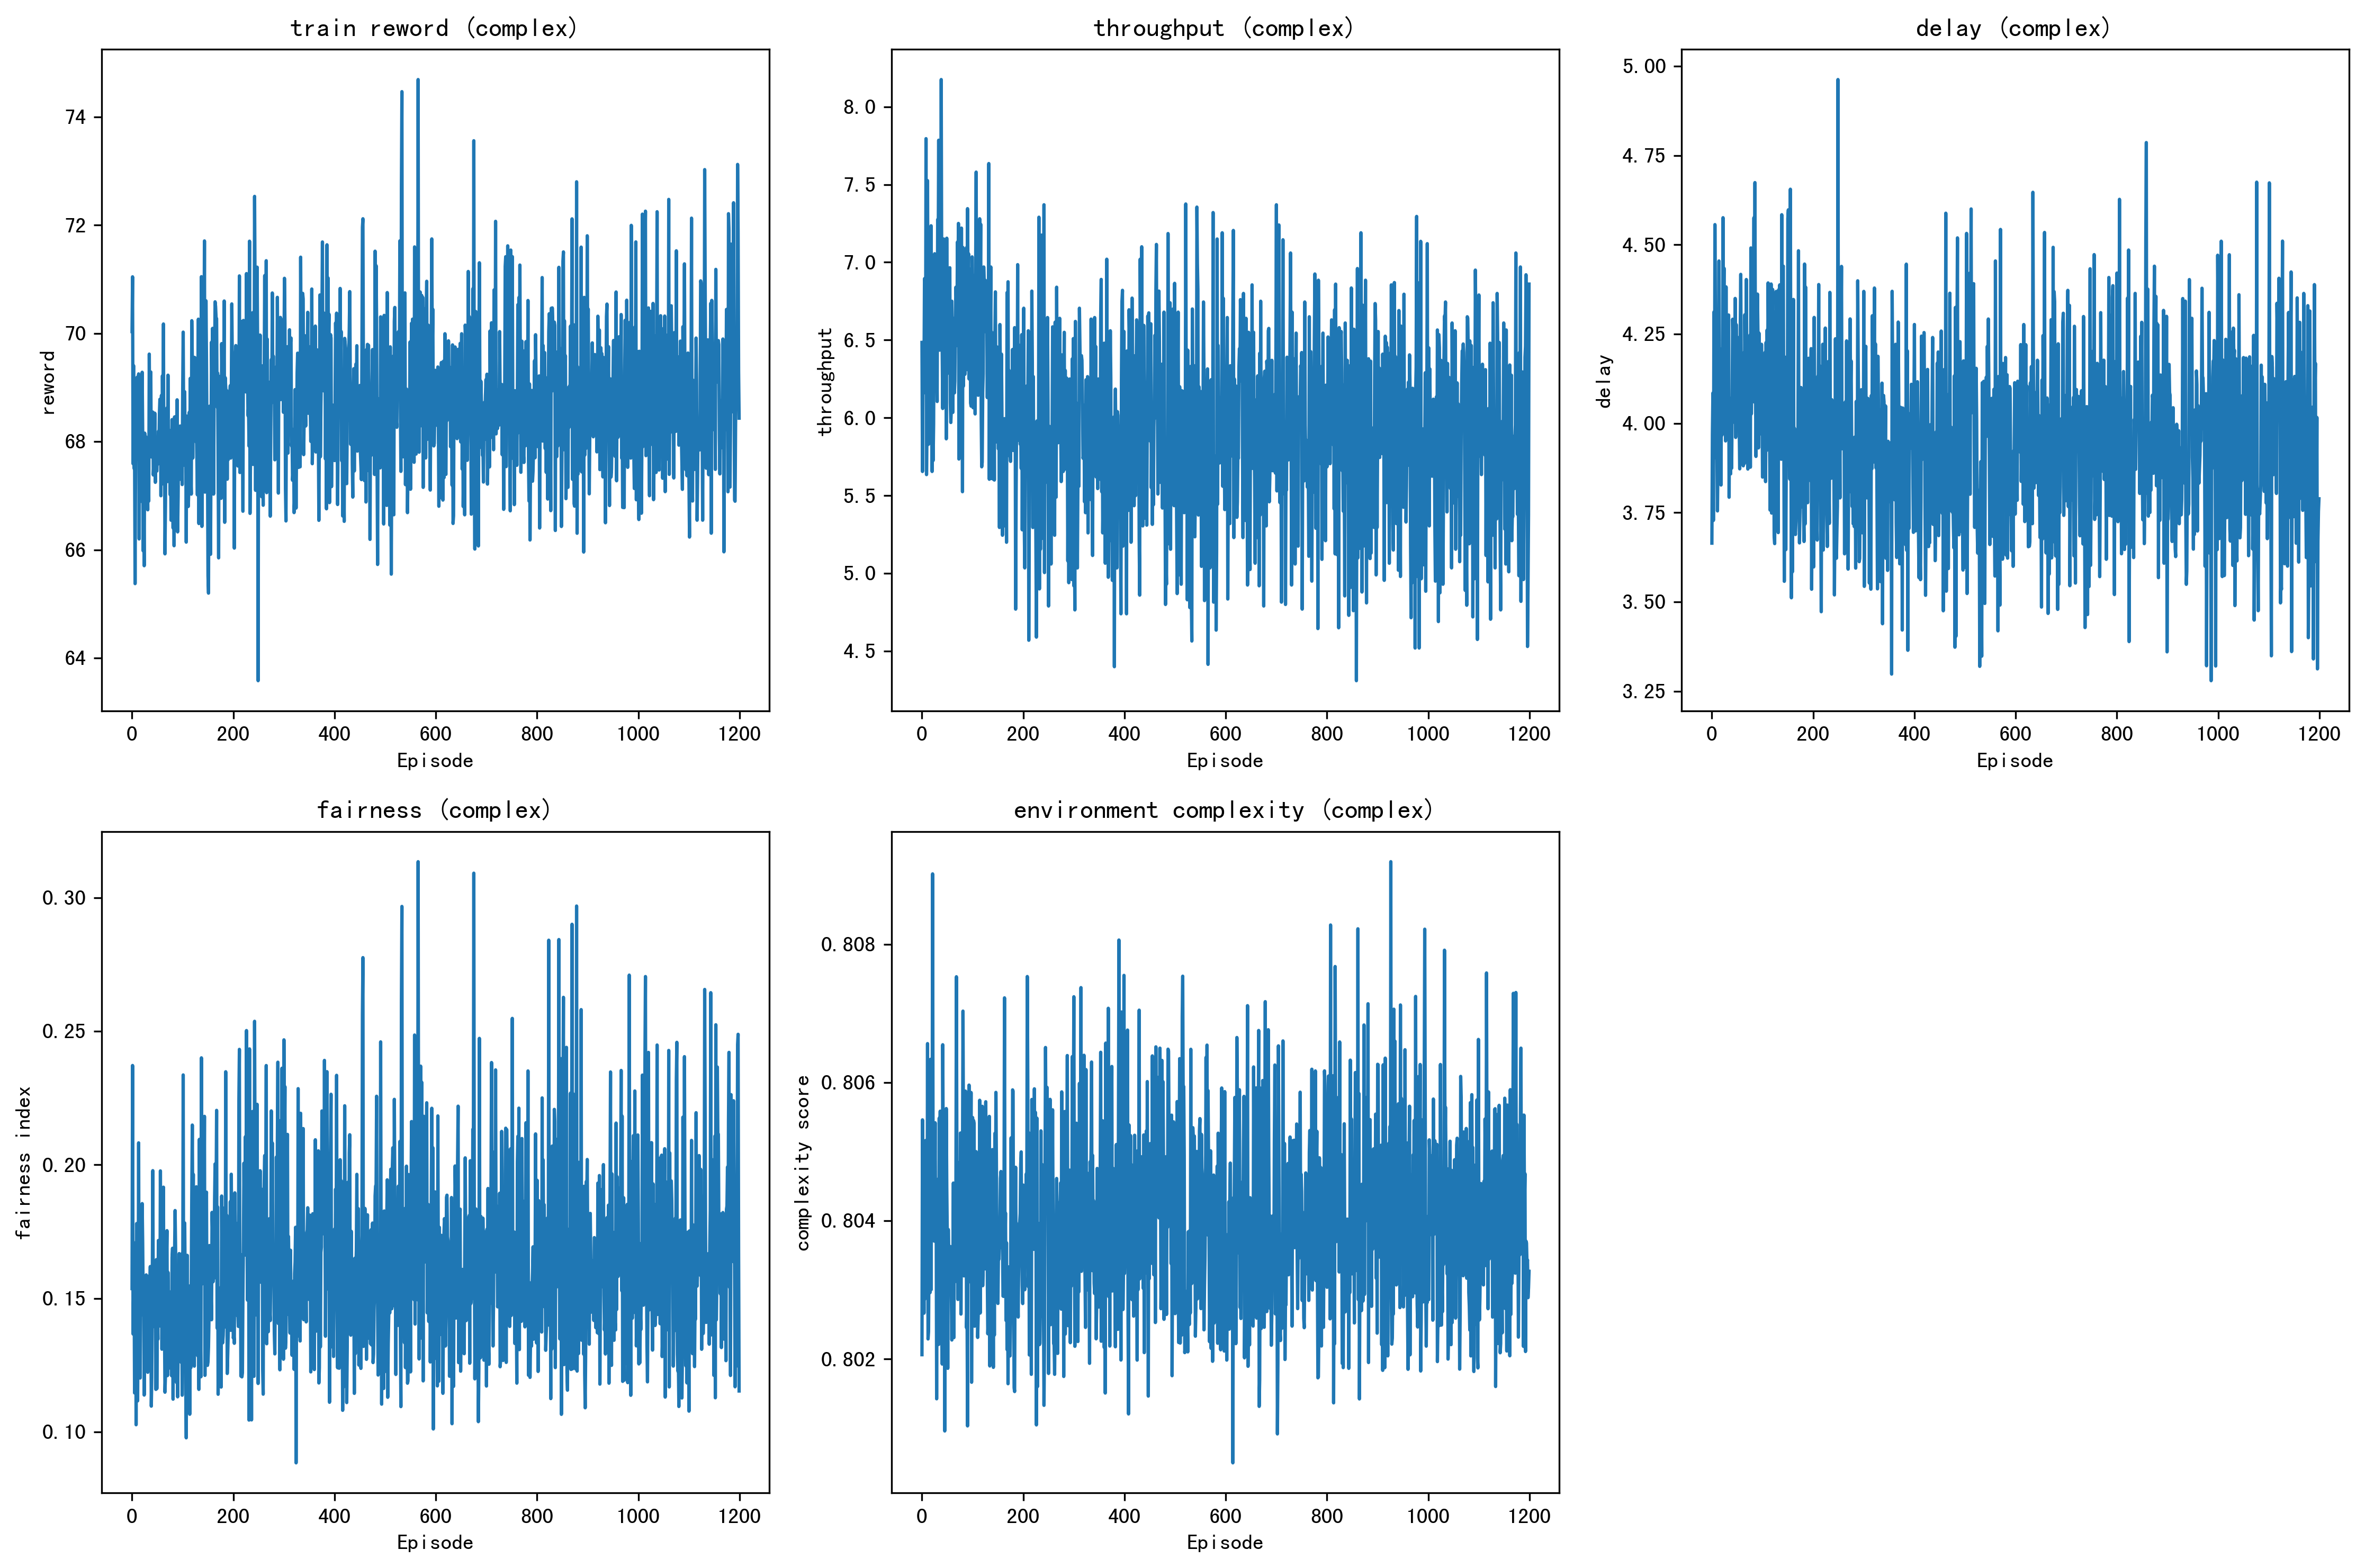 train reword (complex)
reword
74
72
70
68
66
64
0 200 400 600 800 1000 1200
Episode
throughput (complex)
throughput
8.0
7.5
7.0
6.5
6.0
5.5
5.0
4.5
0 200 400 600 800 1000 1200
Episode
delay (complex)
delay
5.00
4.75
4.50
4.25
4.00
3.75
3.50
3.25
0 200 400 600 800 1000 1200
Episode
fairness (complex)
fairness index
0.30
0.25
0.20
0.15
0.10
0 200 400 600 800 1000 1200
Episode
environment complexity (complex)
complexity score
0.808
0.806
0.804
0.802
0 200 400 600 800 1000 1200
Episode